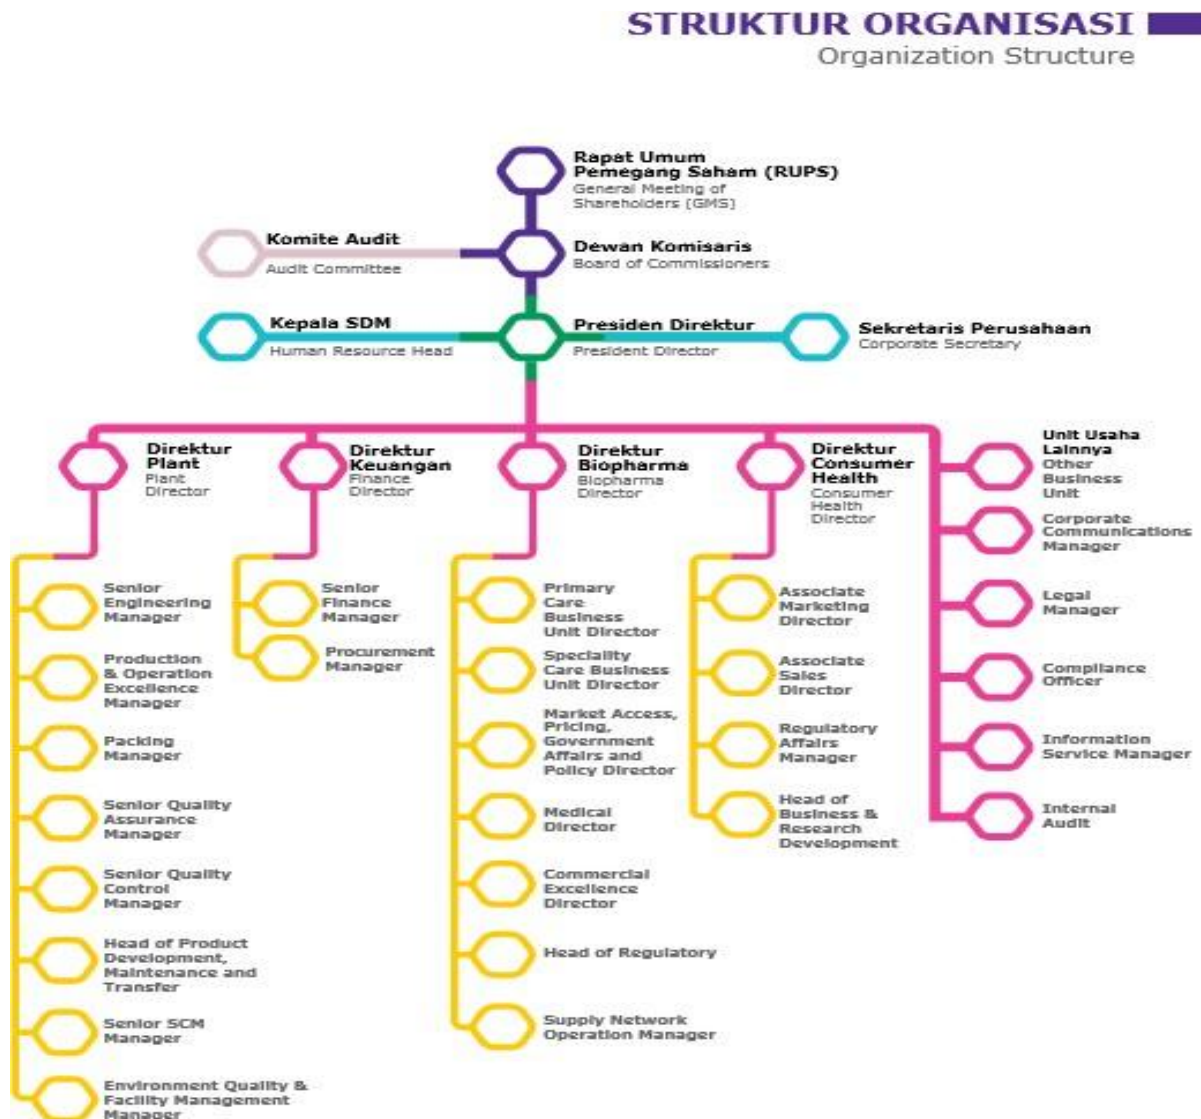 STRUKTUR ORGANISASI
Organization Structure
Rapat Umum
Pemegang Saham (RUPS)
General Meeting of
Shareholders (GMS)
Komite Audit
Audit Committee
Dewan Komisaris
Board of Commissioners
Kepala SDM
Human Resource Head
Presiden Direktur
President Director
Sekretaris Perusahaan
Corporate Secretary
Direktur
Plant
Plant
Director
Direktur
Keuangan
Finance
Director
Direktur
Biopharma
Biopharma
Director
Direktur
Consumer
Health
Consumer
Health
Director
Unit Usaha
Lainnya
Other
Business
Unit
Senior
Engineering
Manager
Production
& Operation
Excellence
Manager
Packing
Manager
Senior Quality
Assurance
Manager
Senior Quality
Control
Manager
Head of Product
Development,
Maintenance and
Transfer
Senior SCM
Manager
Environment Quality &
Facility Management
Manager
Senior
Finance
Manager
Procurement
Manager
Primary
Care
Business
Unit Director
Speciality
Care Business
Unit Director
Market Access,
Pricing,
Government
Affairs and
Policy Director
Medical
Director
Commercial
Excellence
Director
Head of Regulatory
Supply Network
Operation Manager
Associate
Marketing
Director
Associate
Sales
Director
Regulatory
Affairs
Manager
Head of
Business &
Research
Development
Corporate
Communications
Manager
Legal
Manager
Compliance
Officer
Information
Service Manager
Internal
Audit